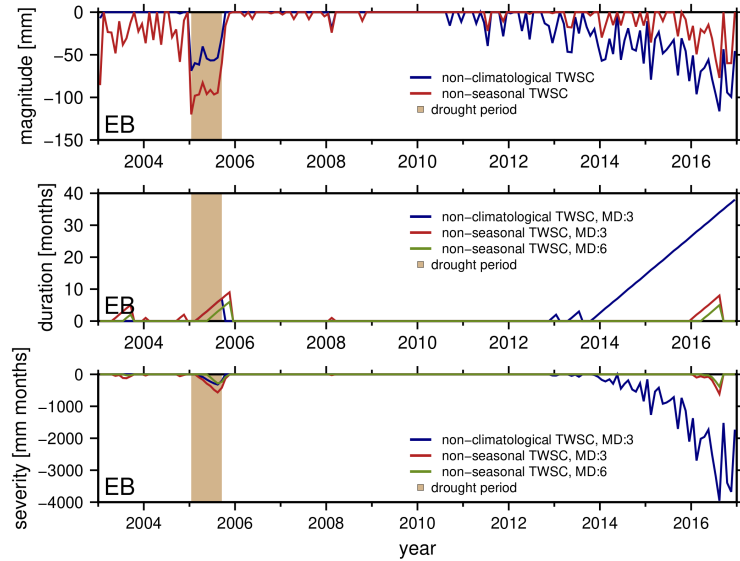 magnitude [mm]
0
−50
−100
−150
EB
non−climatological TWSC
non−seasonal TWSC
drought period
2004 2006 2008 2010 2012 2014 2016
duration [months]
40
30
20
10
0
EB
non−climatological TWSC, MD:3
non−seasonal TWSC, MD:3
non−seasonal TWSC, MD:6
drought period
2004 2006 2008 2010 2012 2014 2016
severity [mm months]
0
−1000
−2000
−3000
−4000
EB
non−climatological TWSC, MD:3
non−seasonal TWSC, MD:3
non−seasonal TWSC, MD:6
drought period
2004 2006 2008 2010 2012 2014 2016
year